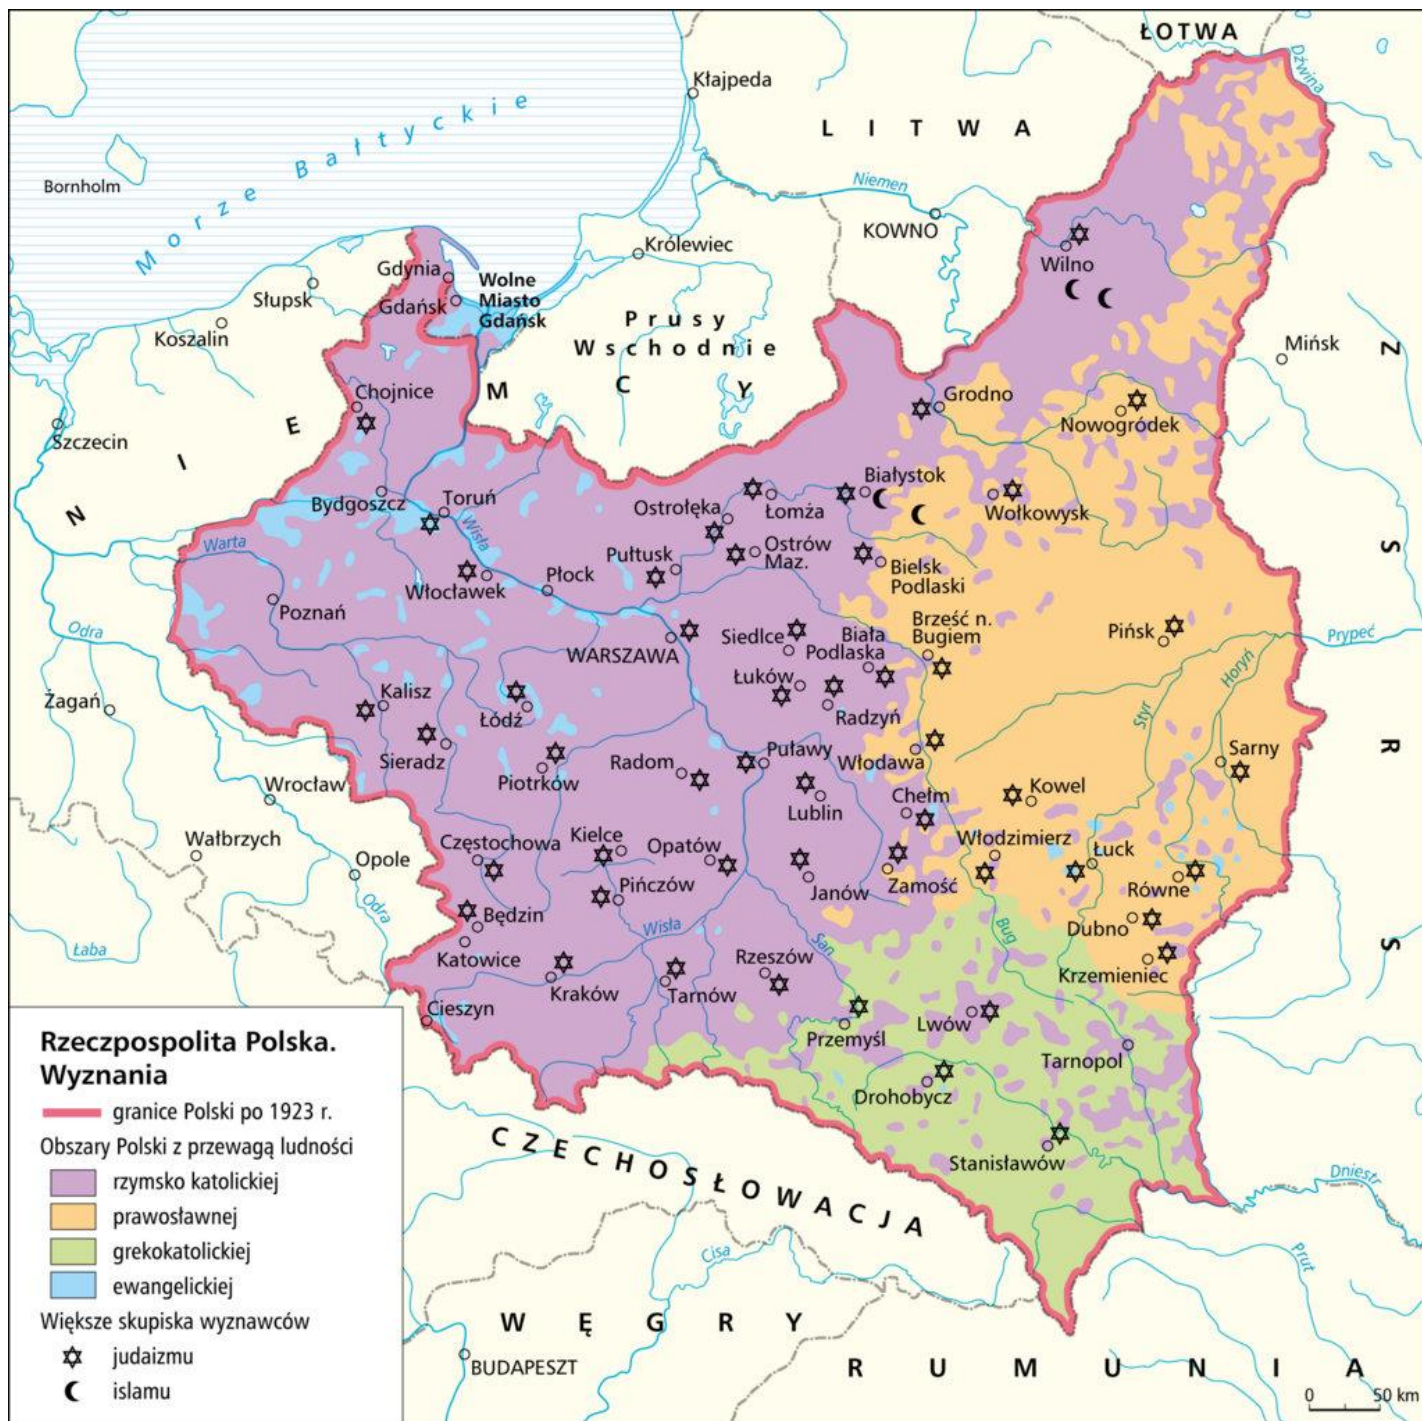 ŁOTWA
Dźwina
Kłajpeda
LITWA
Morze Bałtyckie
Bornholm
Niemen
KOWNO
Królewiec
Wilno
Gdynia
Słupsk
Gdańsk
Wolne
Miasto
Gdańsk
Koszalin
Prusy
Wschodnie
Mińsk
ZSRS
NIEMCY
Chojnice
Grodno
Nowogródek
Szczecin
Bydgoszcz
Toruń
Wisła
Ostrołęka
Łomża
Białystok
Wołkowysk
Warta
Pułtusk
Ostrów
Maz.
Bielsk
Podlaski
Włocławek
Płock
Poznań
Odra
WARSZAWA
Siedlce
Biała
Podlaska
Brześć n.
Bugiem
Pińsk
Prypeć
Horyń
Styr
Żagań
Kalisz
Łódź
Łuków
Radzyń
Sieradz
Piotrków
Radom
Puławy
Włodawa
Sarny
Wrocław
Lublin
Chełm
Kowel
Wałbrzych
Opole
Częstochowa
Kielce
Opatów
Włodzimierz
Łuck
Pińczów
Janów
Zamość
Równe
Odra
Będzin
Wisła
San
Bug
Dubno
Łaba
Katowice
Kraków
Tarnów
Rzeszów
Krzemieniec
Cieszyn
Przemyśl
Lwów
Tarnopol
Drohobycz
Stanisławów
CZECHOSŁOWACJA
Dniestr
Cisa
Prut
WĘGRY
BUDAPESZT
RUMUNIA
Rzeczpospolita Polska.
Wyznania
granice Polski po 1923 r.
Obszary Polski z przewagą ludności
rzymsko katolickiej
prawosławnej
grekokatolickiej
ewangelickiej
Większe skupiska wyznawców
judaizmu
islamu
0 50 km